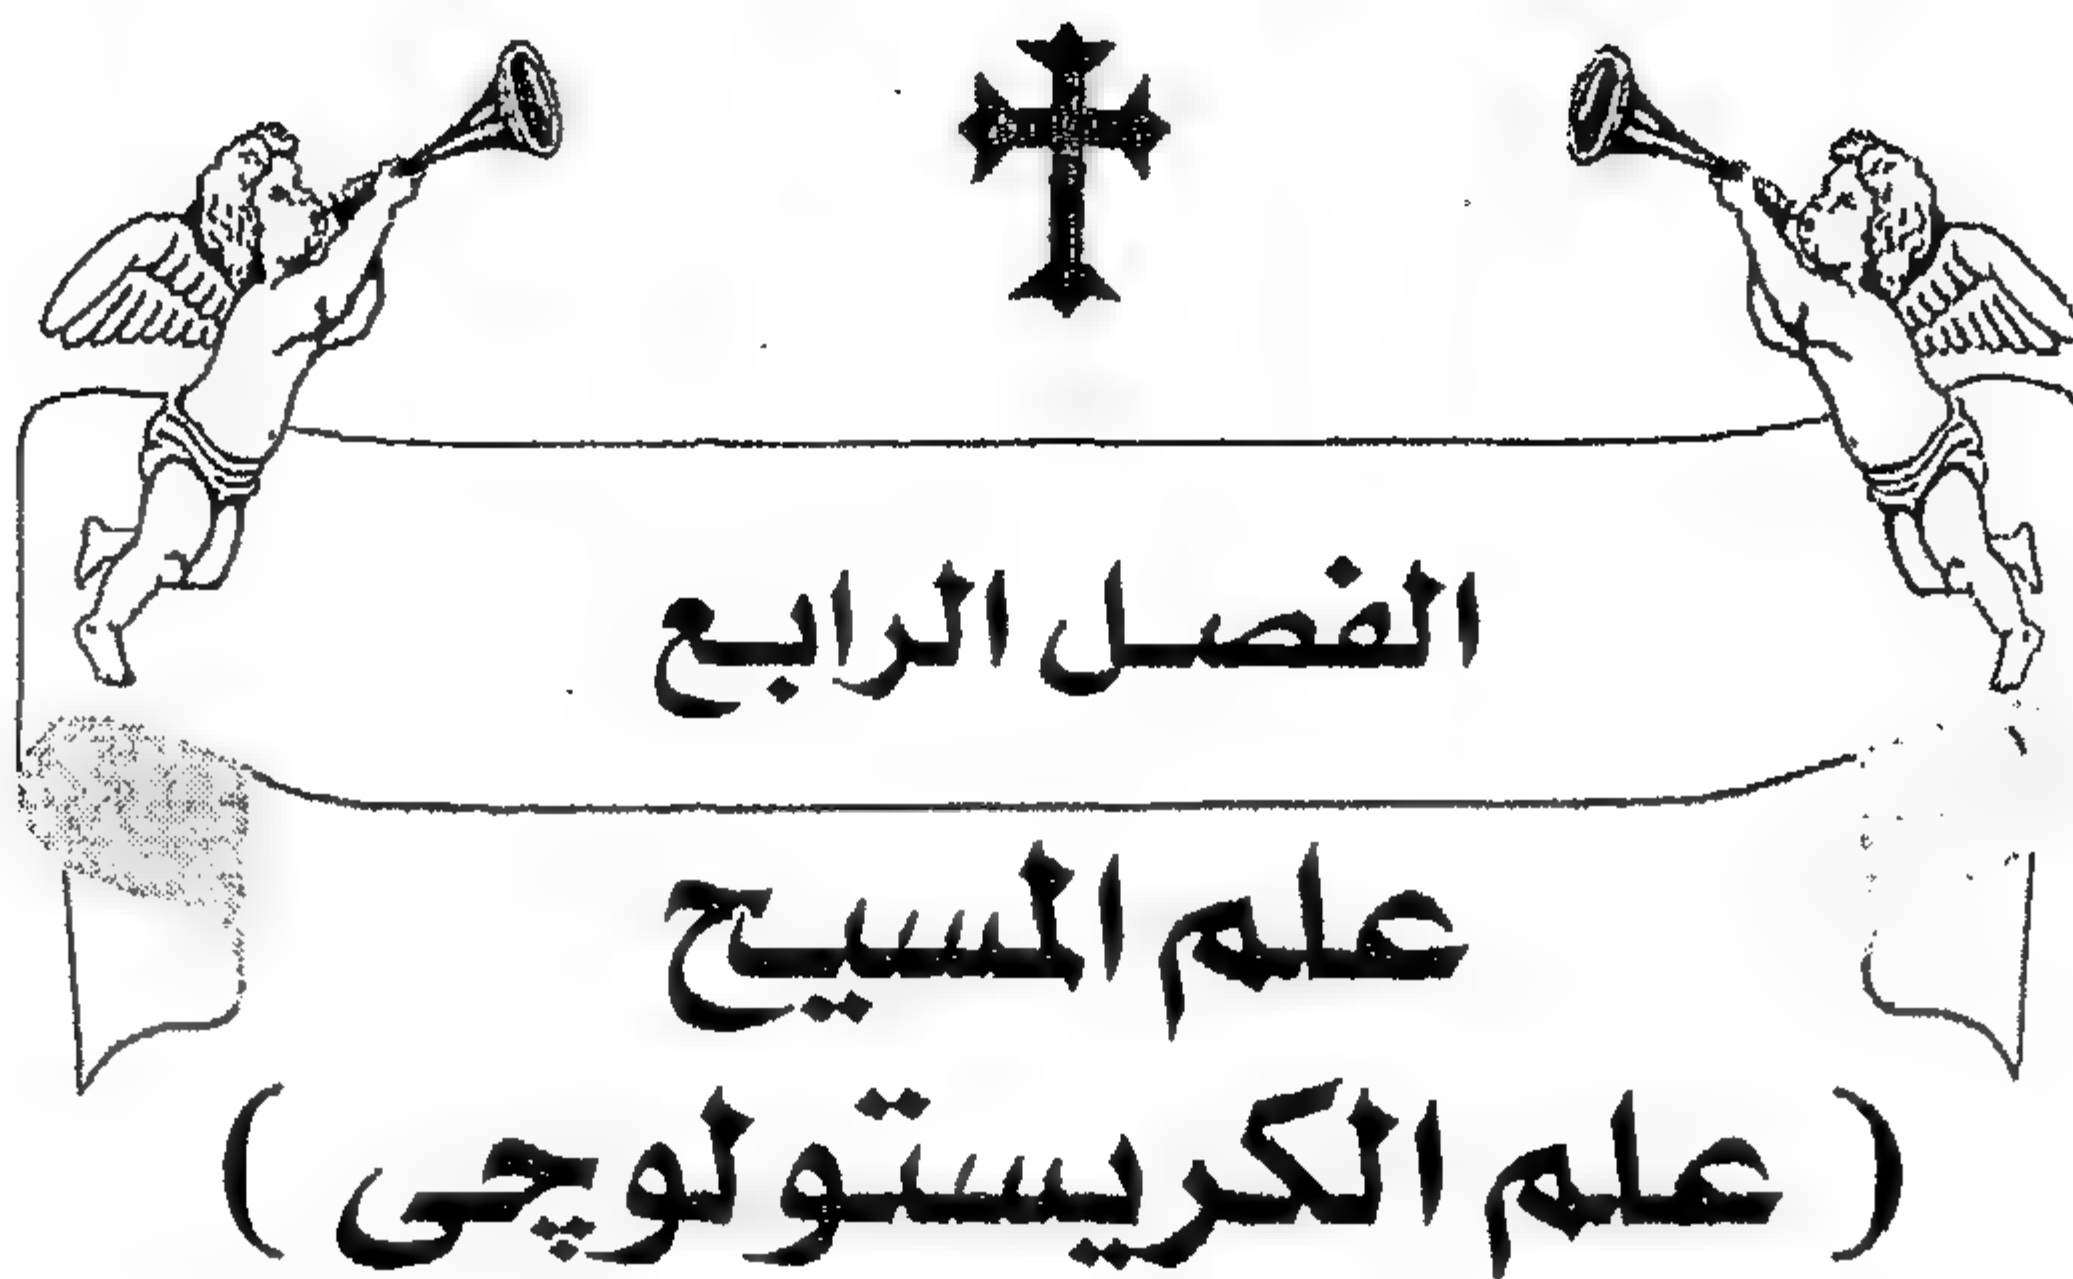 الفصل الرابع
علم المسيح
( علم الكريستولوچى )